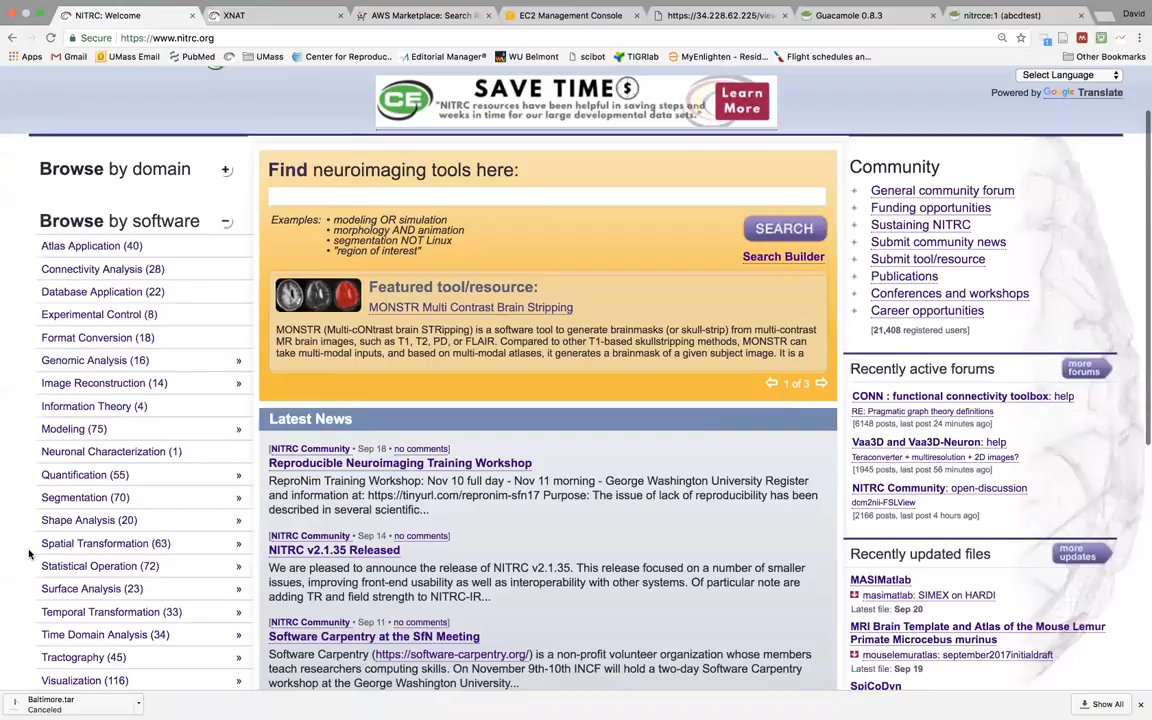 NITRC: Welcome
XNAT
AWS Marketplace: Search R
EC2 Management Console
https://34.228.62.225/view
Guacamole 0.8.3
nitrcce:1 (abcdtest)
David
Secure
https://www.nitrc.org
Apps
Gmail
UMass Email
PubMed
UMass
Center for Reproduc...
Editorial Manager®
WU Belmont
scibot
TIGRlab
MyEnlighten - Resid...
Flight schedules an...
Other Bookmarks
CE
SAVE TIME
"NITRC resources have been helpful in saving steps and
weeks in time for our large developmental data sets."
Learn
More
Select Language
Powered by Google Translate
Browse by domain
Browse by software
Atlas Application (40)
Connectivity Analysis (28)
Database Application (22)
Experimental Control (8)
Format Conversion (18)
Genomic Analysis (16) »
Image Reconstruction (14) »
Information Theory (4)
Modeling (75) »
Neuronal Characterization (1)
Quantification (55) »
Segmentation (70) »
Shape Analysis (20) »
Spatial Transformation (63) »
Statistical Operation (72) »
Surface Analysis (23) »
Temporal Transformation (33) »
Time Domain Analysis (34) »
Tractography (45) »
Visualization (116) »
Find neuroimaging tools here:
Examples: • modeling OR simulation
• morphology AND animation
• segmentation NOT Linux
• "region of interest"
SEARCH
Search Builder
Featured tool/resource:
MONSTR Multi Contrast Brain Stripping
MONSTR (Multi-cONtrast brain STRipping) is a software tool to generate brainmasks (or skull-strip) from multi-contrast
MR brain images, such as T1, T2, PD, or FLAIR. Compared to other T1-based skullstripping methods, MONSTR can
take multi-modal inputs, and based on multi-modal atlases, it generates a brainmask of a given subject image. It is a
1 of 3
Latest News
[NITRC Community • Sep 18 • no comments]
Reproducible Neuroimaging Training Workshop
ReproNim Training Workshop: Nov 10 full day - Nov 11 morning - George Washington University Register
and information at: https://tinyurl.com/repronim-sfn17 Purpose: The issue of lack of reproducibility has been
described in several scientific...
[NITRC Community • Sep 14 • no comments]
NITRC v2.1.35 Released
We are pleased to announce the release of NITRC v2.1.35. This release focused on a number of smaller
issues, improving front-end usability as well as interoperability with other systems. Of particular note are
adding TR and field strength to NITRC-IR...
[NITRC Community • Sep 11 • no comments]
Software Carpentry at the SfN Meeting
Software Carpentry (https://software-carpentry.org/) is a non-profit volunteer organization whose members
teach researchers computing skills. On November 9th-10th INCF will hold a two-day Software Carpentry
workshop at the George Washington University...
Community
General community forum
Funding opportunities
Sustaining NITRC
Submit community news
Submit tool/resource
Publications
Conferences and workshops
Career opportunities
[21,408 registered users]
Recently active forums
more
forums
CONN : functional connectivity toolbox: help
RE: Pragmatic graph theory definitions
[6148 posts, last post 24 minutes ago]
Vaa3D and Vaa3D-Neuron: help
Teraconverter + multiresolution + 2D images?
[1945 posts, last post 56 minutes ago]
NITRC Community: open-discussion
dcm2nii-FSLView
[2166 posts, last post 4 hours ago]
Recently updated files
more
updates
MASIMatlab
masimatlab: SIMEX on HARDI
Latest file: Sep 20
MRI Brain Template and Atlas of the Mouse Lemur
Primate Microcebus murinus
mouselemuratlas: september2017initialdraft
Latest file: Sep 19
SpiCoDyn
Baltimore.tar
Canceled
Show All